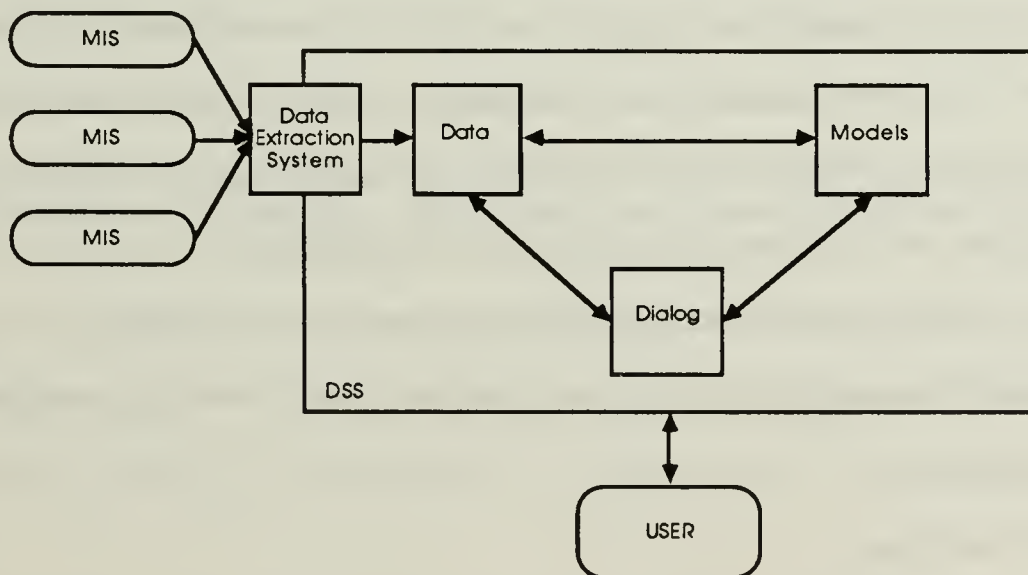 MIS
MIS
MIS
Data
Extraction
System
Data
Models
Dialog
DSS
USER